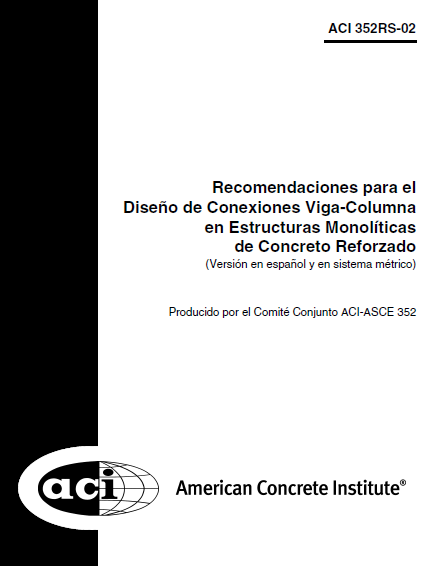 ACI 352RS-02
Recomendaciones para el
Diseño de Conexiones Viga-Columna
en Estructuras Monolíticas
de Concreto Reforzado
(Versión en español y en sistema métrico)
Producido por el Comité Conjunto ACI-ASCE 352
aci American Concrete Institute®